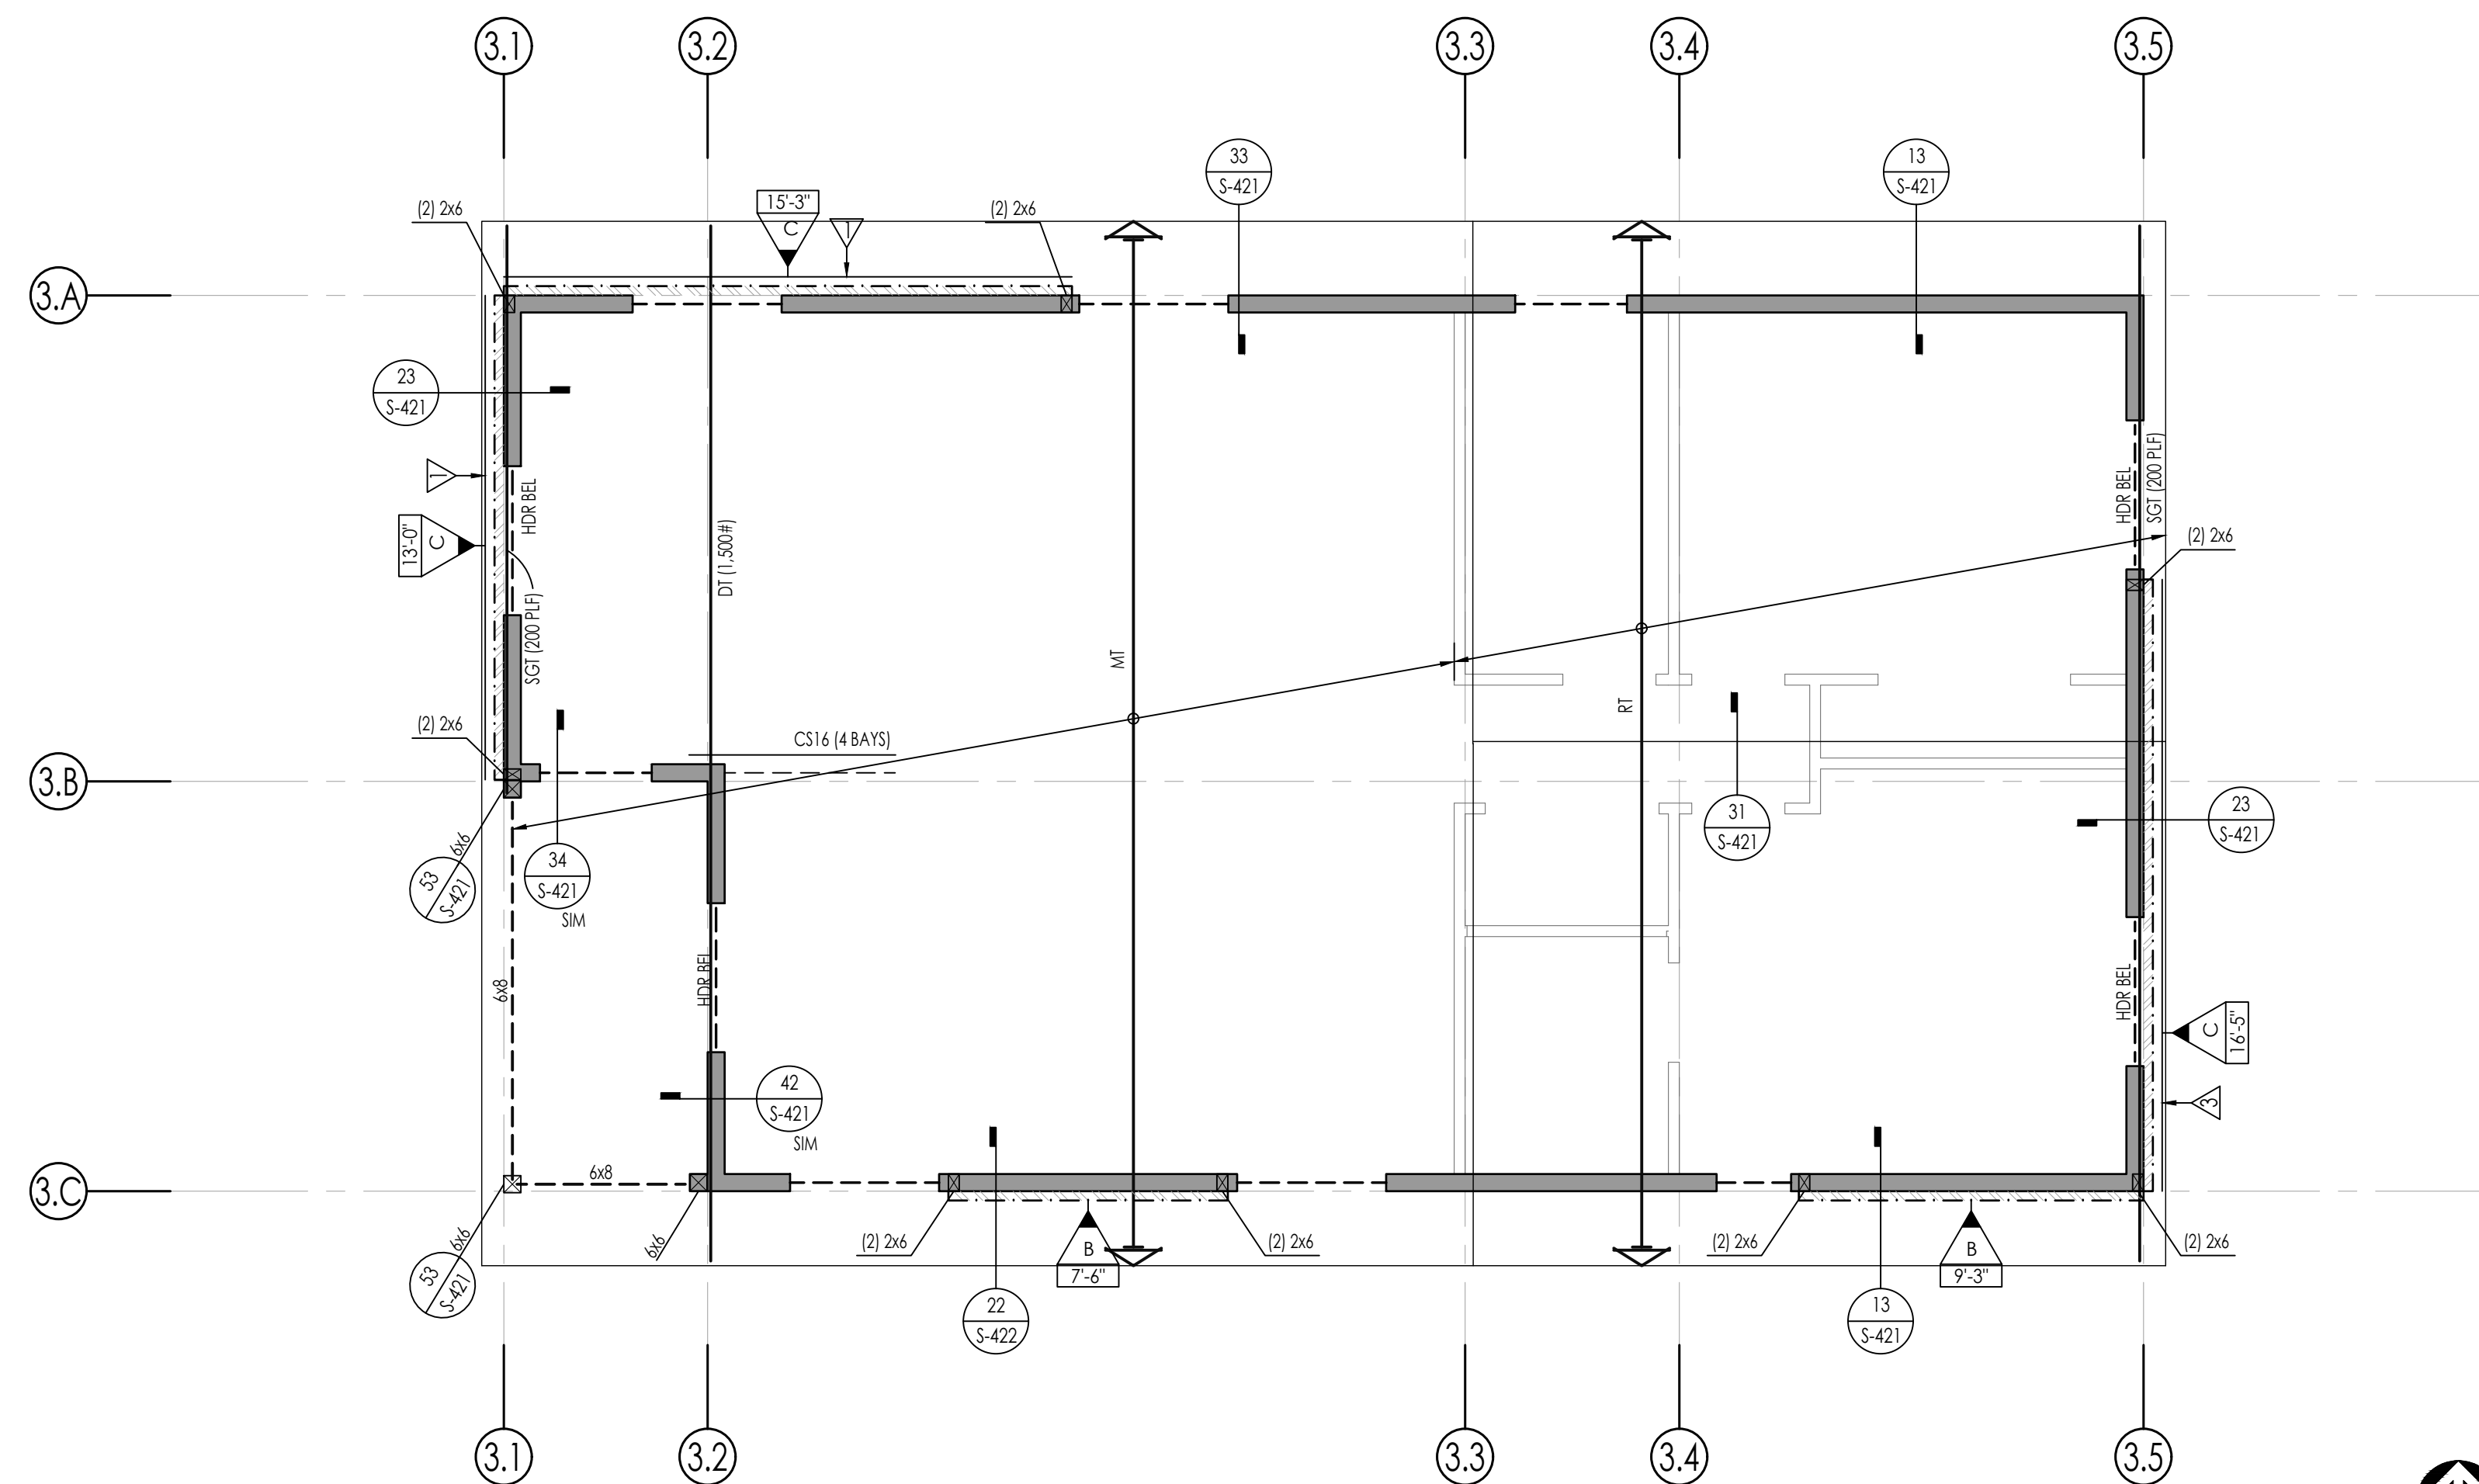 3.1
3.2
3.3
3.4
3.5
33
S-421
13
S-421
(2) 2x6
15'-3"
C
1
(2) 2x6
3.A
23
S-421
1
13'-0"
C
HDR BEL
SGT (200 PLF)
DT (1,500#)
MT
RT
HDR BEL
SGT (200 PLF)
(2) 2x6
(2) 2x6
CS16 (4 BAYS)
3.B
31
S-421
23
S-421
6x6
53
S-421
34
S-421
SIM
6x8
HDR BEL
HDR BEL
C
16'-5"
3
42
S-421
SIM
6x8
3.C
6x6
53
S-421
6x6
(2) 2x6
B
7'-6"
(2) 2x6
(2) 2x6
B
9'-3"
(2) 2x6
22
S-422
13
S-421
3.1
3.2
3.3
3.4
3.5